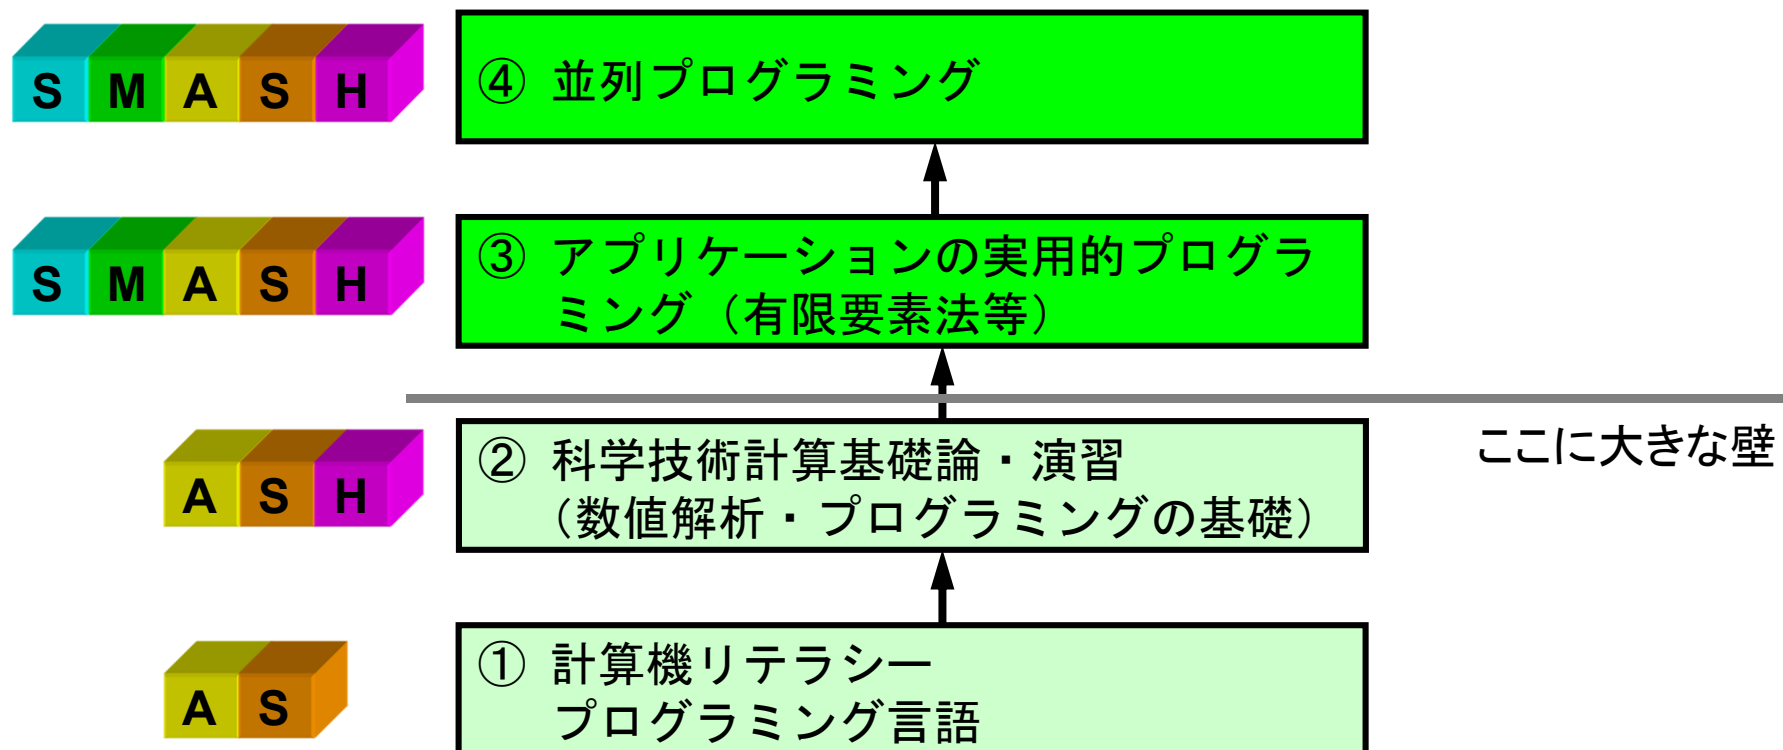 SMASH
④ 並列プログラミング
SMASH
③ アプリケーションの実用的プログラ
ミング（有限要素法等）
ASH
② 科学技術計算基礎論・演習
（数値解析・プログラミングの基礎）
ここに大きな壁
AS
① 計算機リテラシー
プログラミング言語